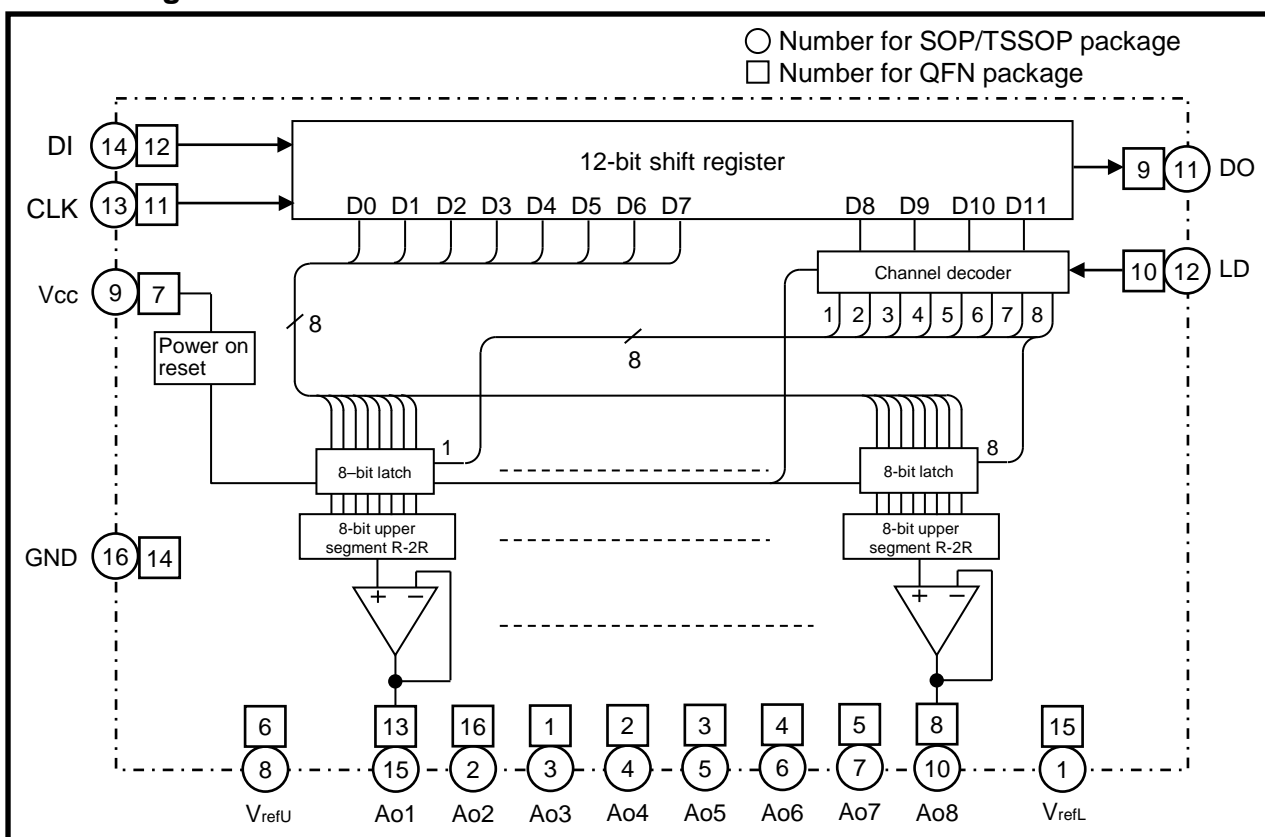 Number for SOP/TSSOP package
Number for QFN package
DI 14 12
12-bit shift register
9 11 DO
CLK 13 11
D0 D1 D2 D3 D4 D5 D6 D7 D8 D9 D10 D11
Channel decoder
10 12 LD
Vcc 9 7
1 2 3 4 5 6 7 8
8
8
Power on
reset
1
8
8–bit latch
8-bit latch
8-bit upper
segment R-2R
8-bit upper
segment R-2R
GND 16 14
+ −
+ −
6 13 16 1 2 3 4 5 8 15
8 15 2 3 4 5 6 7 10 1
VrefU Ao1 Ao2 Ao3 Ao4 Ao5 Ao6 Ao7 Ao8 VrefL